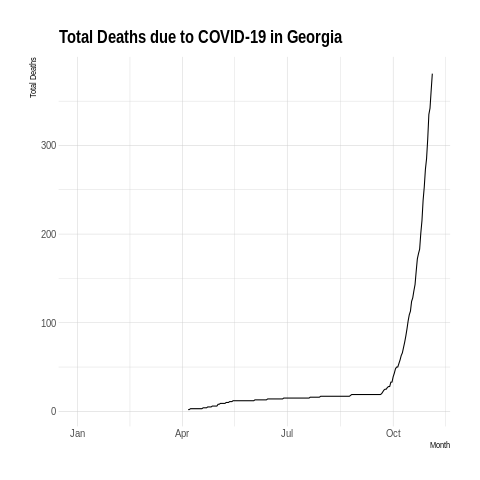 Total Deaths due to COVID-19 in Georgia
Total Deaths
300
200
100
0
Jan Apr Jul Oct
Month